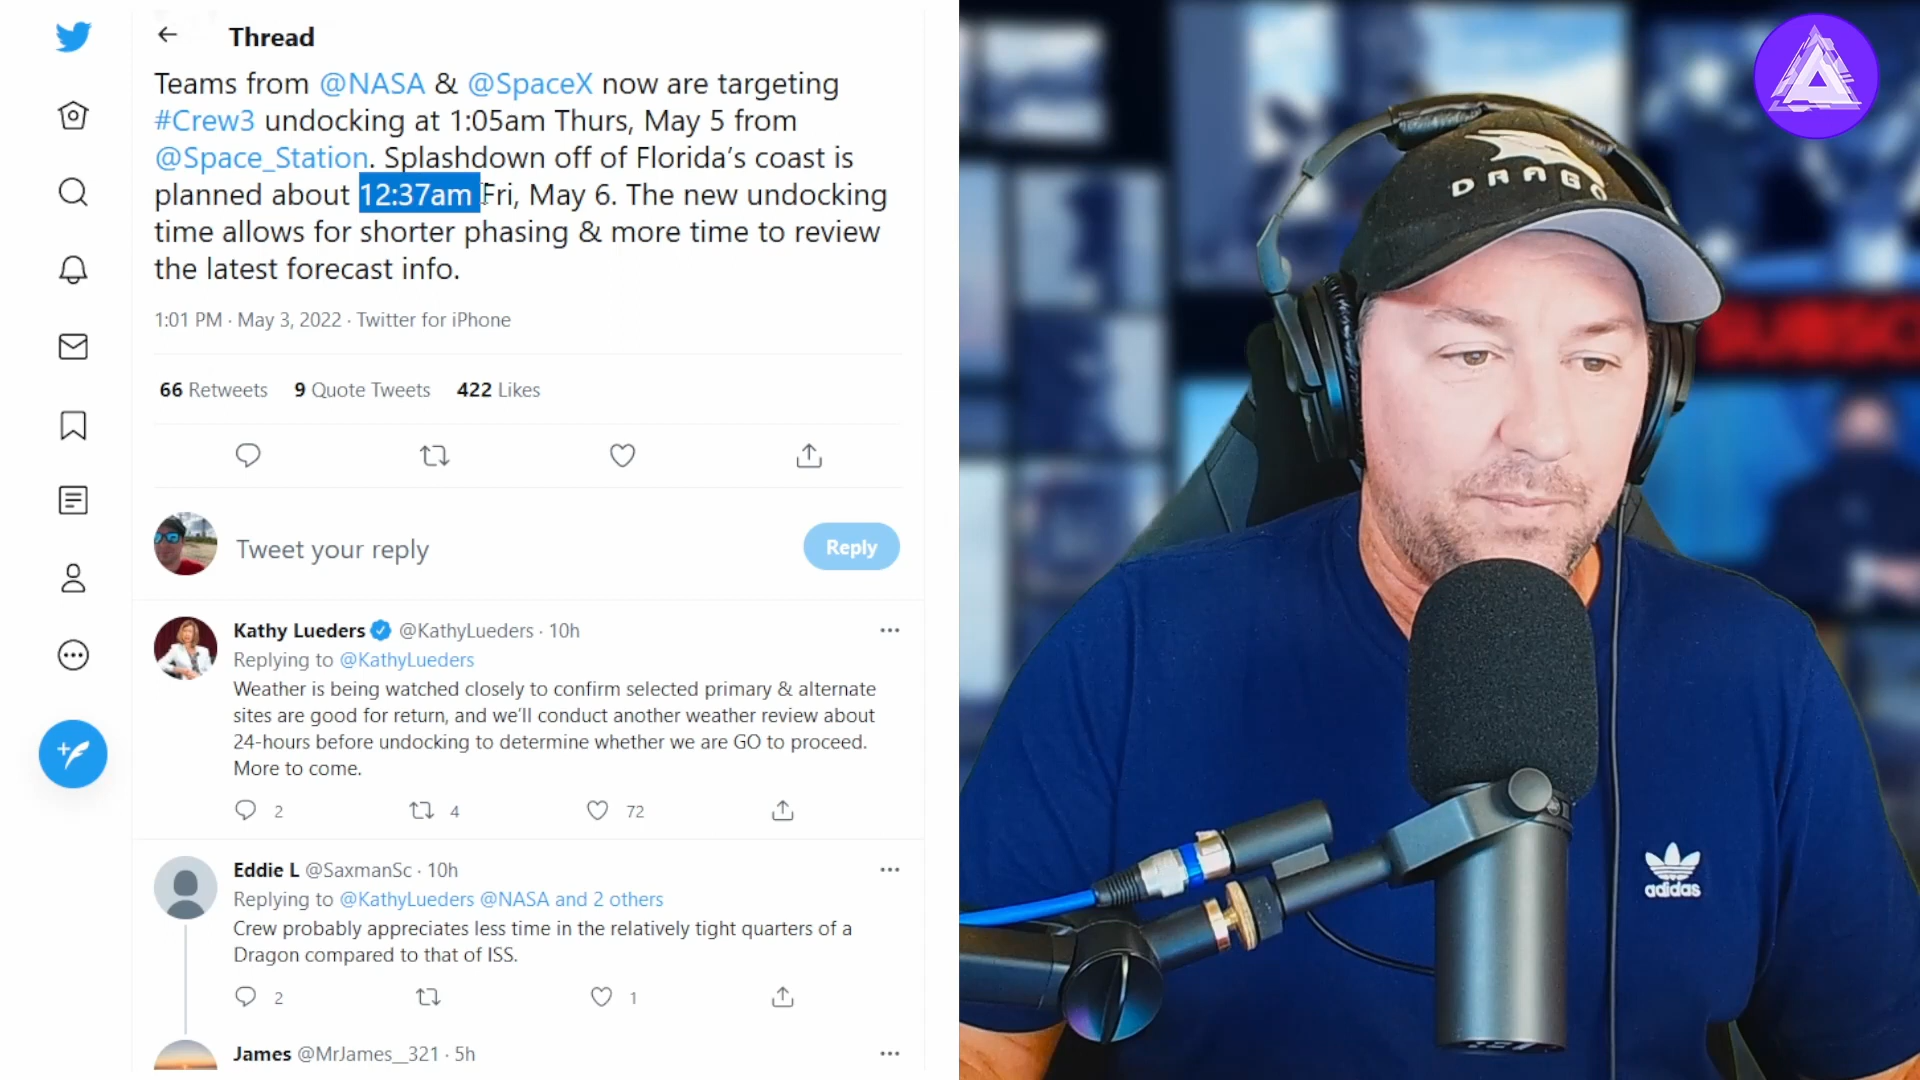 Thread
Teams from @NASA & @SpaceX now are targeting
#Crew3 undocking at 1:05am Thurs, May 5 from
@Space_Station. Splashdown off of Florida’s coast is
planned about 12:37am Fri, May 6. The new undocking
time allows for shorter phasing & more time to review
the latest forecast info.
1:01 PM · May 3, 2022 · Twitter for iPhone
66 Retweets 9 Quote Tweets 422 Likes
Tweet your reply
Reply
Kathy Lueders @KathyLueders · 10h
Replying to @KathyLueders
Weather is being watched closely to confirm selected primary & alternate
sites are good for return, and we’ll conduct another weather review about
24-hours before undocking to determine whether we are GO to proceed.
More to come.
2 4 72
Eddie L @SaxmanSc · 10h
Replying to @KathyLueders @NASA and 2 others
Crew probably appreciates less time in the relatively tight quarters of a
Dragon compared to that of ISS.
2 1
James @MrJames__321 · 5h
DRAGO
adidas